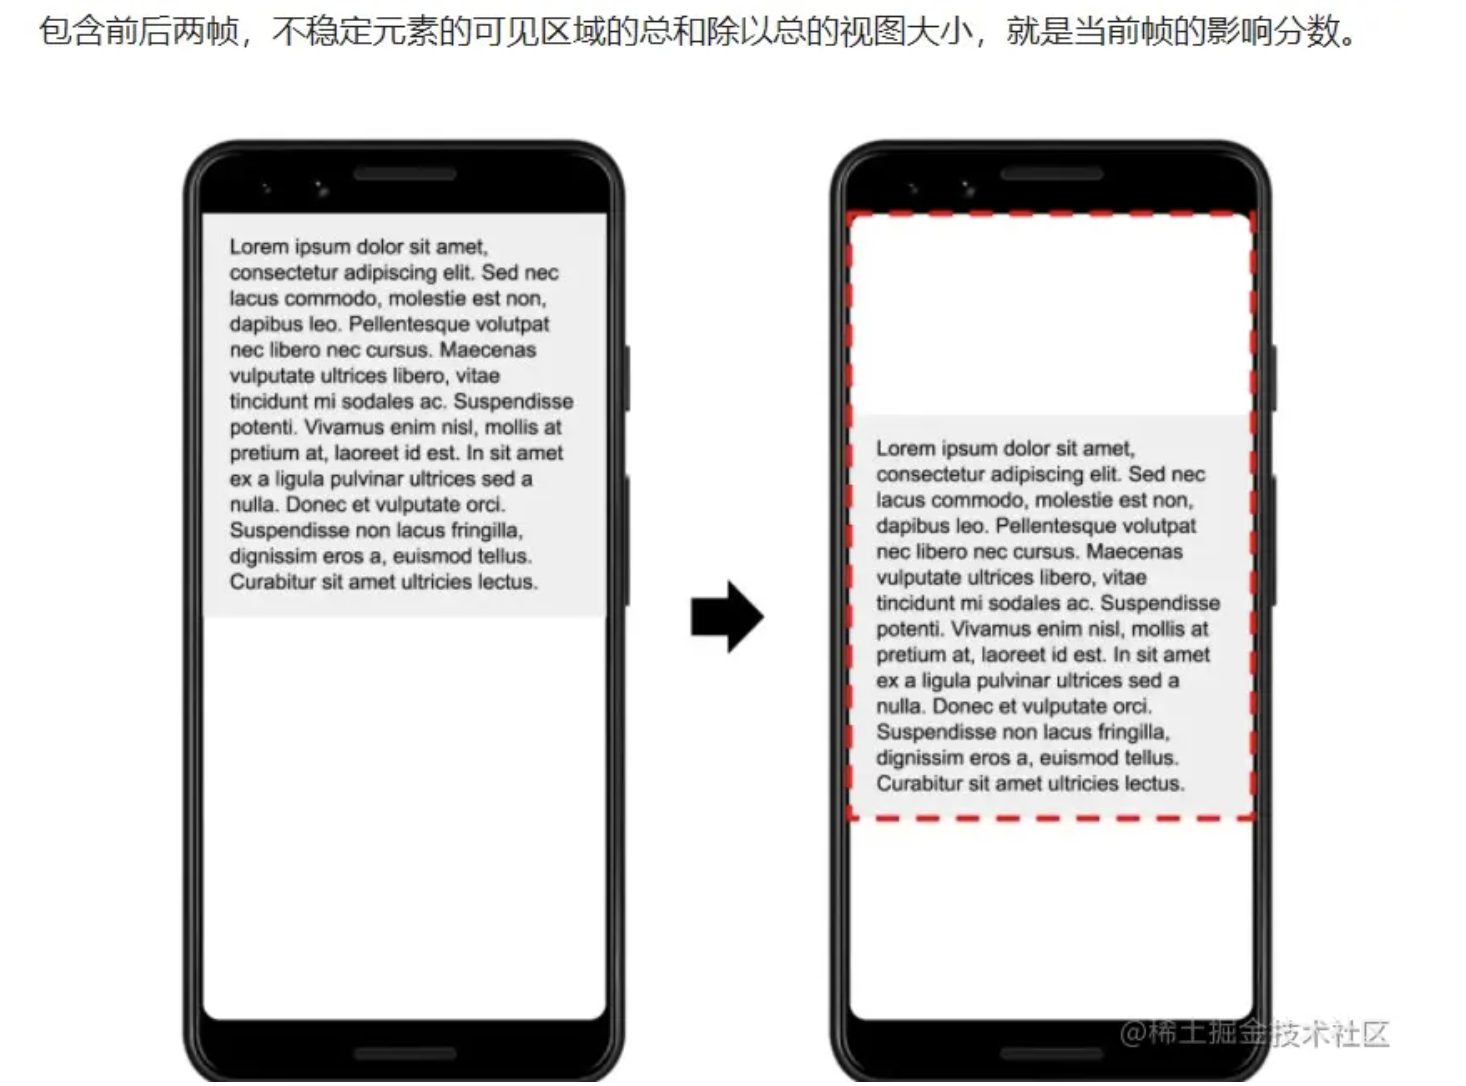 包含前后两帧，不稳定元素的可见区域的总和除以总的视图大小，就是当前帧的影响分数。
Lorem ipsum dolor sit amet,
consectetur adipiscing elit. Sed nec
lacus commodo, molestie est non,
dapibus leo. Pellentesque volutpat
nec libero nec cursus. Maecenas
vulputate ultrices libero, vitae
tincidunt mi sodales ac. Suspendisse
potenti. Vivamus enim nisl, mollis at
pretium at, laoreet id est. In sit amet
ex a ligula pulvinar ultrices sed a
nulla. Donec et vulputate orci.
Suspendisse non lacus fringilla,
dignissim eros a, euismod tellus.
Curabitur sit amet ultricies lectus.
Lorem ipsum dolor sit amet,
consectetur adipiscing elit. Sed nec
lacus commodo, molestie est non,
dapibus leo. Pellentesque volutpat
nec libero nec cursus. Maecenas
vulputate ultrices libero, vitae
tincidunt mi sodales ac. Suspendisse
potenti. Vivamus enim nisl, mollis at
pretium at, laoreet id est. In sit amet
ex a ligula pulvinar ultrices sed a
nulla. Donec et vulputate orci.
Suspendisse non lacus fringilla,
dignissim eros a, euismod tellus.
Curabitur sit amet ultricies lectus.
@稀土掘金技术社区